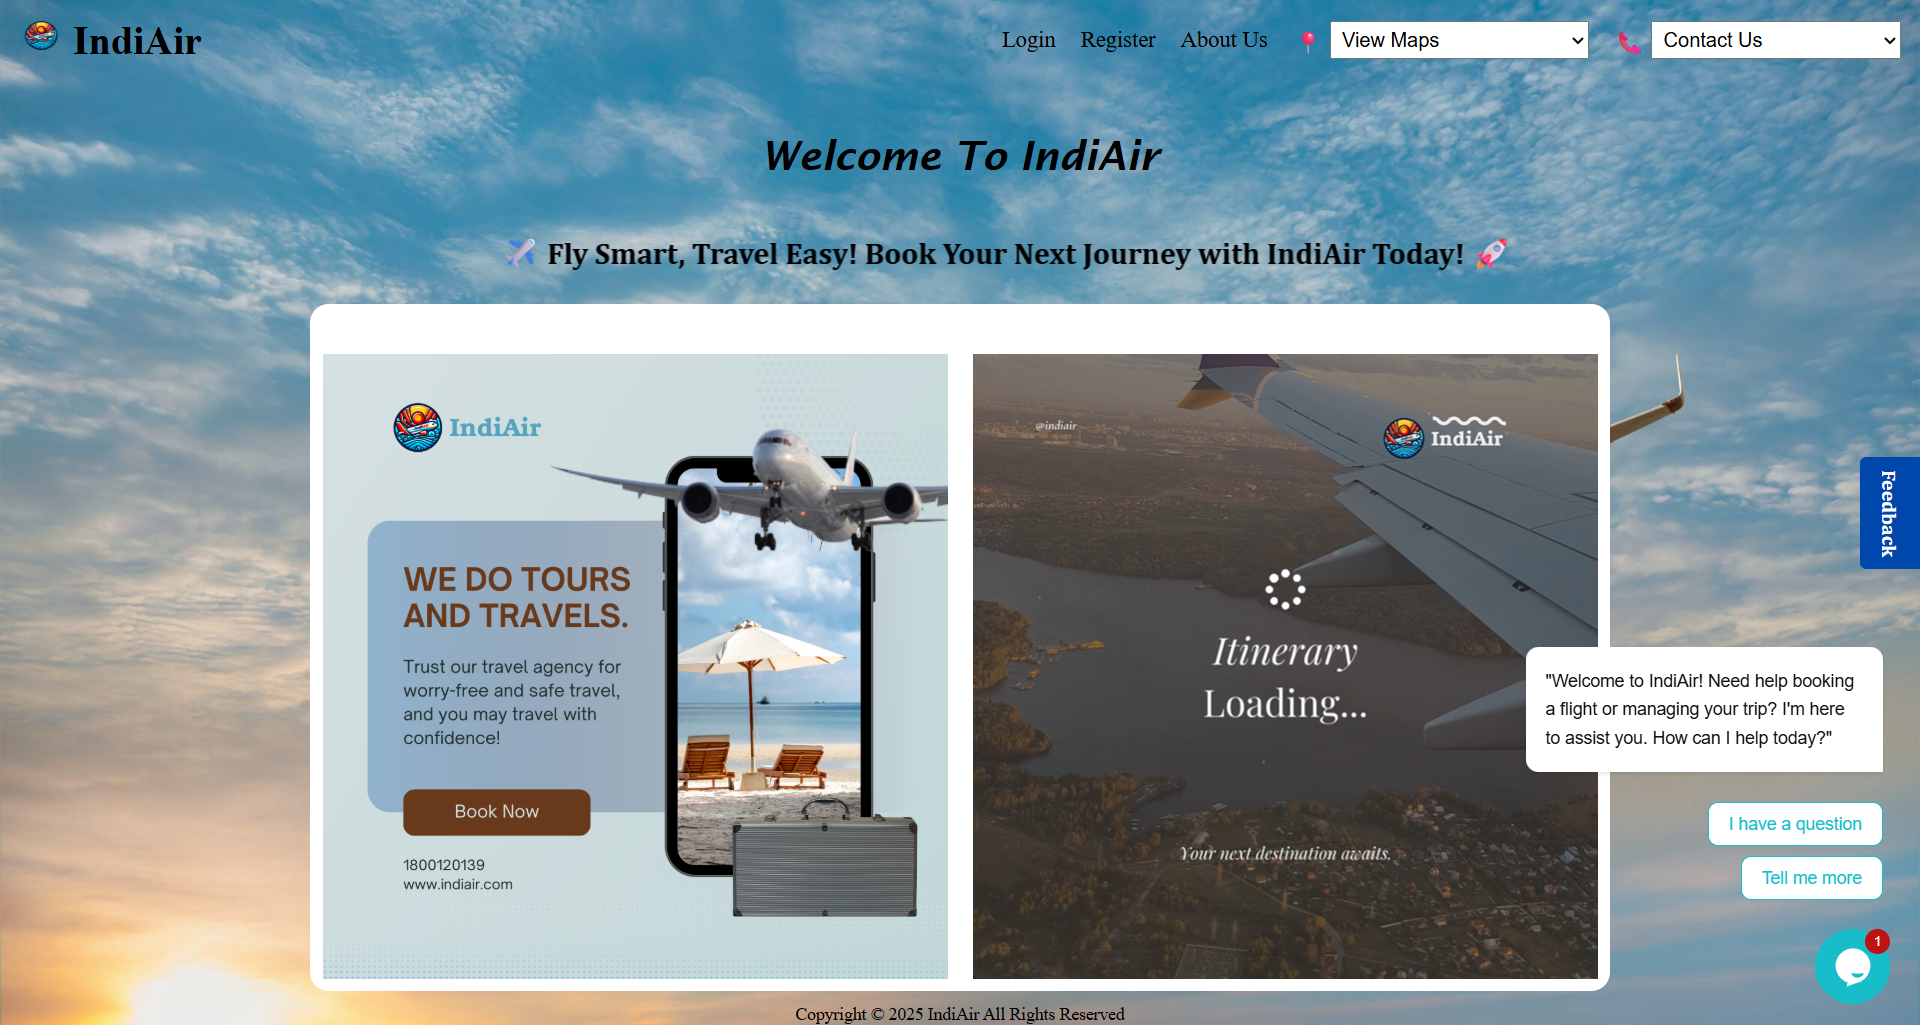 IndiAir
Login Register About Us View Maps Contact Us
Welcome To IndiAir
Fly Smart, Travel Easy! Book Your Next Journey with IndiAir Today!
IndiAir
WE DO TOURS
AND TRAVELS.
Trust our travel agency for
worry-free and safe travel,
and you may travel with
confidence!
Book Now
1800120139
www.indiair.com
@indiair
IndiAir
Itinerary
Loading...
Your next destination awaits.
Feedback
"Welcome to IndiAir! Need help booking
a flight or managing your trip? I'm here
to assist you. How can I help today?"
I have a question
Tell me more
1
Copyright © 2025 IndiAir All Rights Reserved